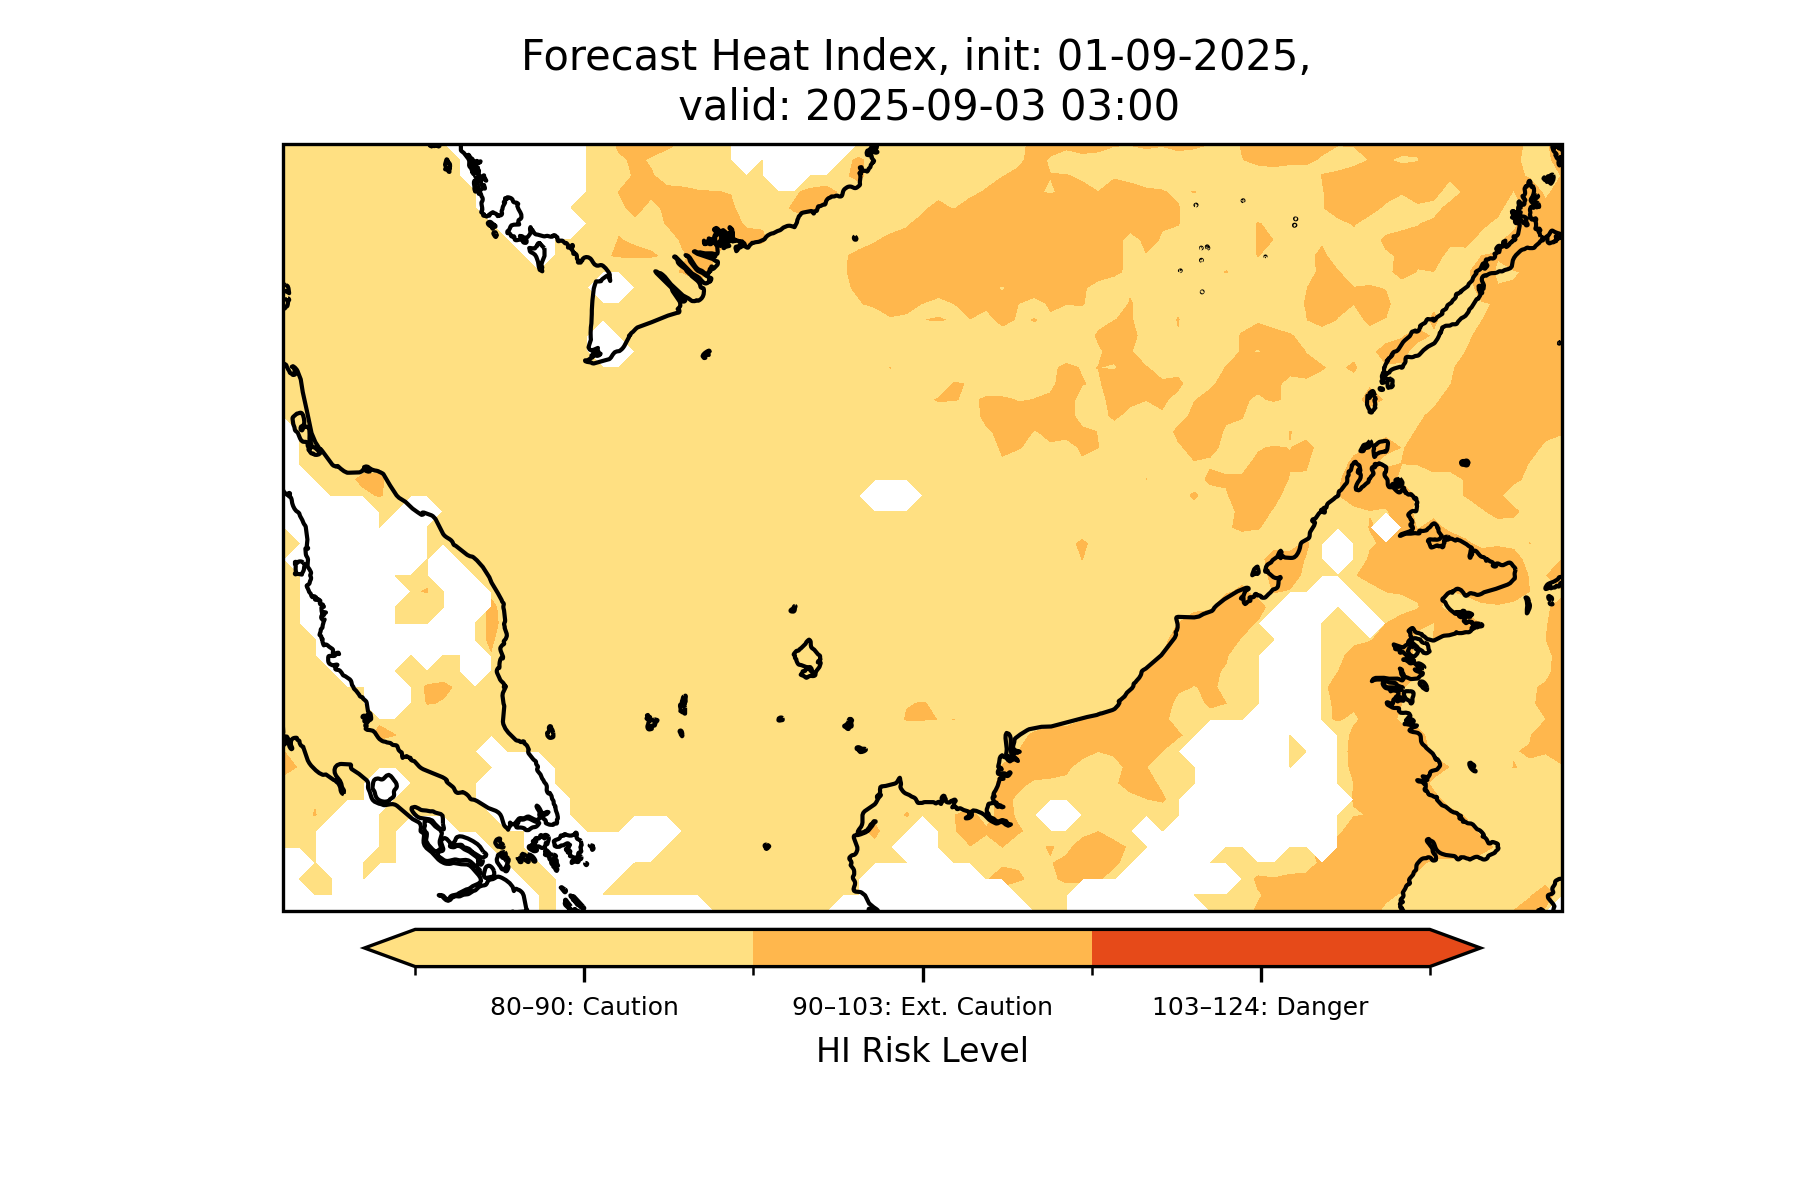 Forecast Heat Index, init: 01-09-2025,
valid: 2025-09-03 03:00
80–90: Caution
90–103: Ext. Caution
103–124: Danger
HI Risk Level